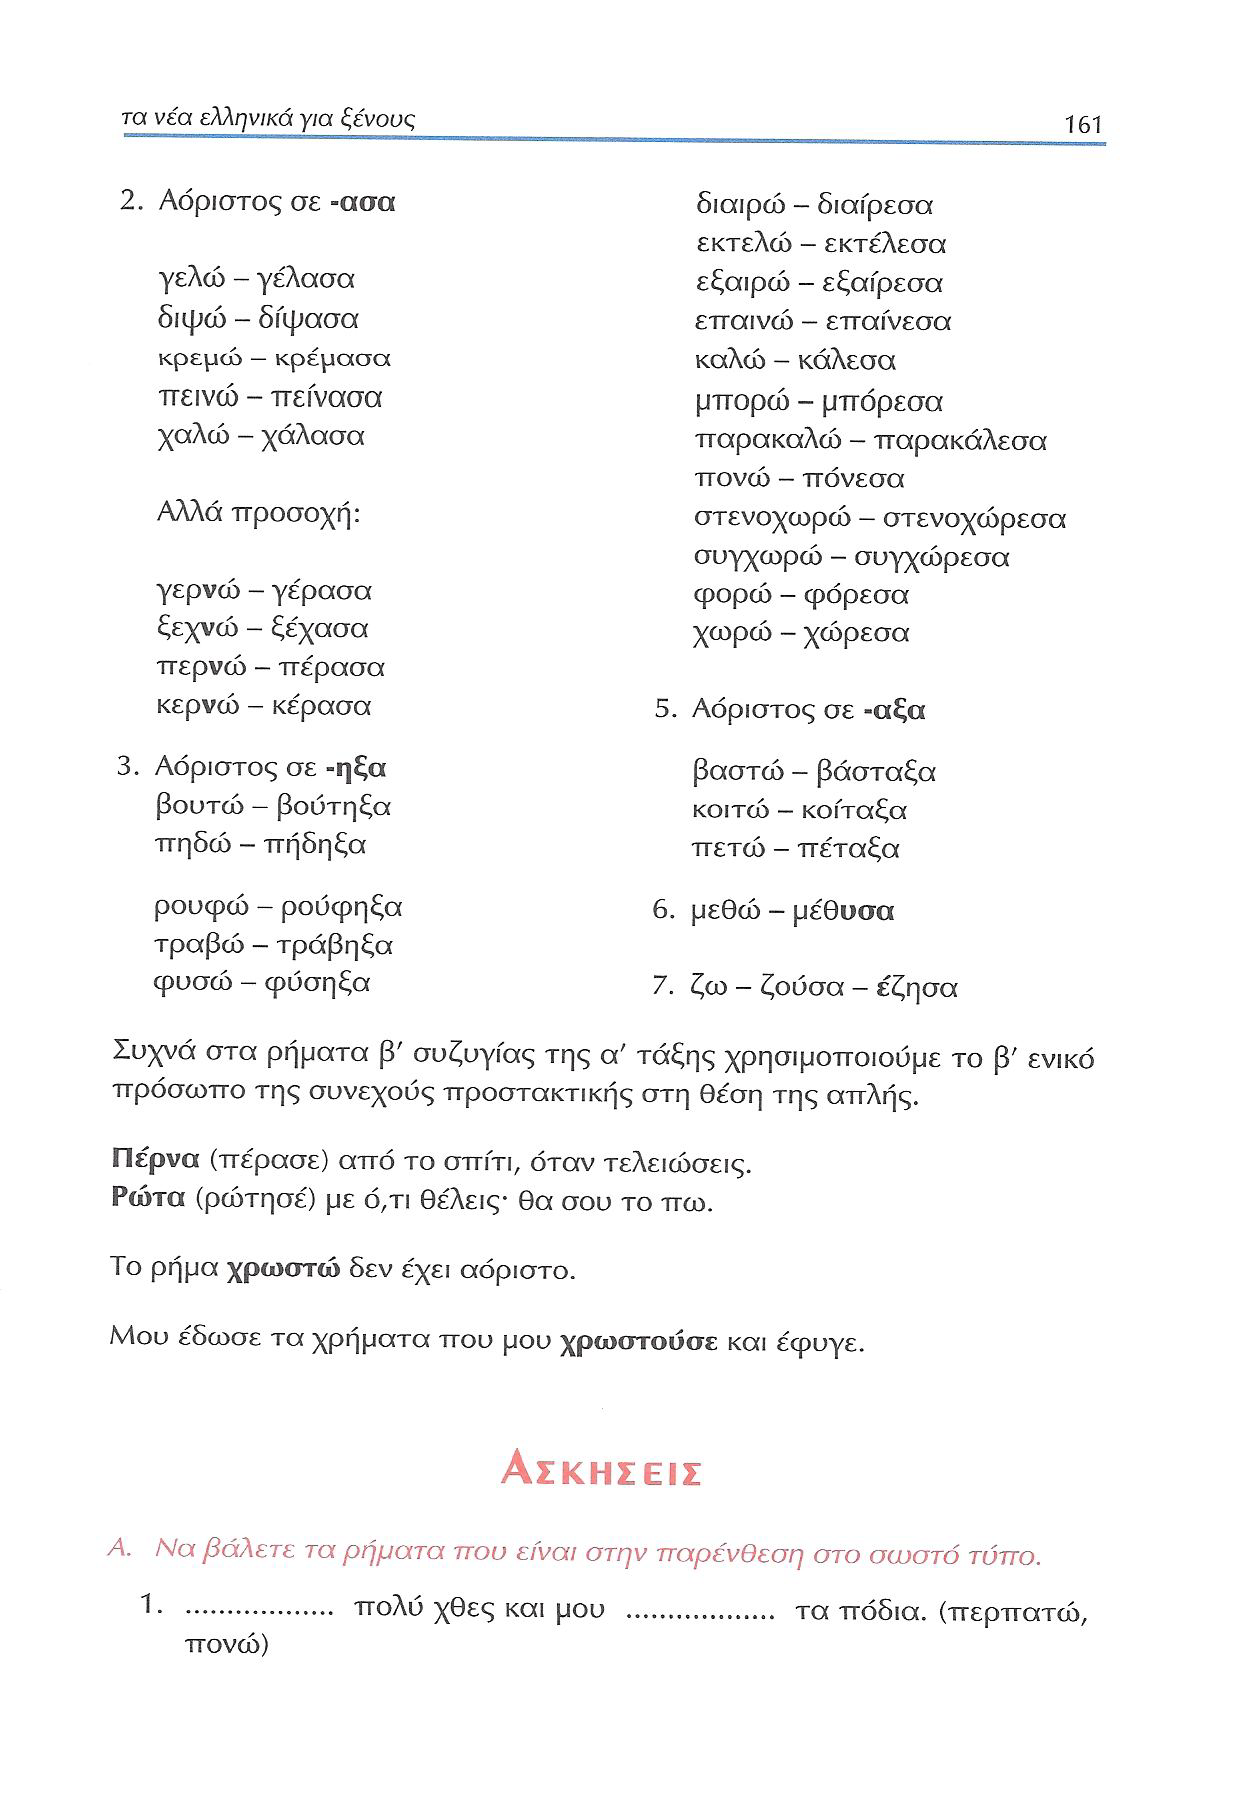 τα νέα ελληνικά για ξένους
161
2. Αόριστος σε -ασα
γελώ – γέλασα
διψώ – δίψασα
κρεμώ – κρέμασα
πεινώ – πείνασα
χαλώ – χάλασα
Αλλά προσοχή:
γερνώ – γέρασα
ξεχνώ – ξέχασα
περνώ – πέρασα
κερνώ – κέρασα
3. Αόριστος σε -ηξα
βουτώ – βούτηξα
πηδώ – πήδηξα
ρουφώ – ρούφηξα
τραβώ – τράβηξα
φυσώ – φύσηξα
διαιρώ – διαίρεσα
εκτελώ – εκτέλεσα
εξαιρώ – εξαίρεσα
επαινώ – επαίνεσα
καλώ – κάλεσα
μπορώ – μπόρεσα
παρακαλώ – παρακάλεσα
πονώ – πόνεσα
στενοχωρώ – στενοχώρεσα
συγχωρώ – συγχώρεσα
φορώ – φόρεσα
χωρώ – χώρεσα
5. Αόριστος σε -αξα
βαστώ – βάσταξα
κοιτώ – κοίταξα
πετώ – πέταξα
6. μεθώ – μέθυσα
7. ζω – ζούσα – έζησα
Συχνά στα ρήματα β′ συζυγίας της α′ τάξης χρησιμοποιούμε το β′ ενικό
πρόσωπο της συνεχούς προστακτικής στη θέση της απλής.
Πέρνα (πέρασε) από το σπίτι, όταν τελειώσεις.
Ρώτα (ρώτησέ) με ό,τι θέλεις· θα σου το πω.
Το ρήμα χρωστώ δεν έχει αόριστο.
Μου έδωσε τα χρήματα που μου χρωστούσε και έφυγε.
ΑΣΚΗΣΕΙΣ
Α. Να βάλετε τα ρήματα που είναι στην παρένθεση στο σωστό τύπο.
1. .................. πολύ χθες και μου .................. τα πόδια. (περπατώ,
πονώ)